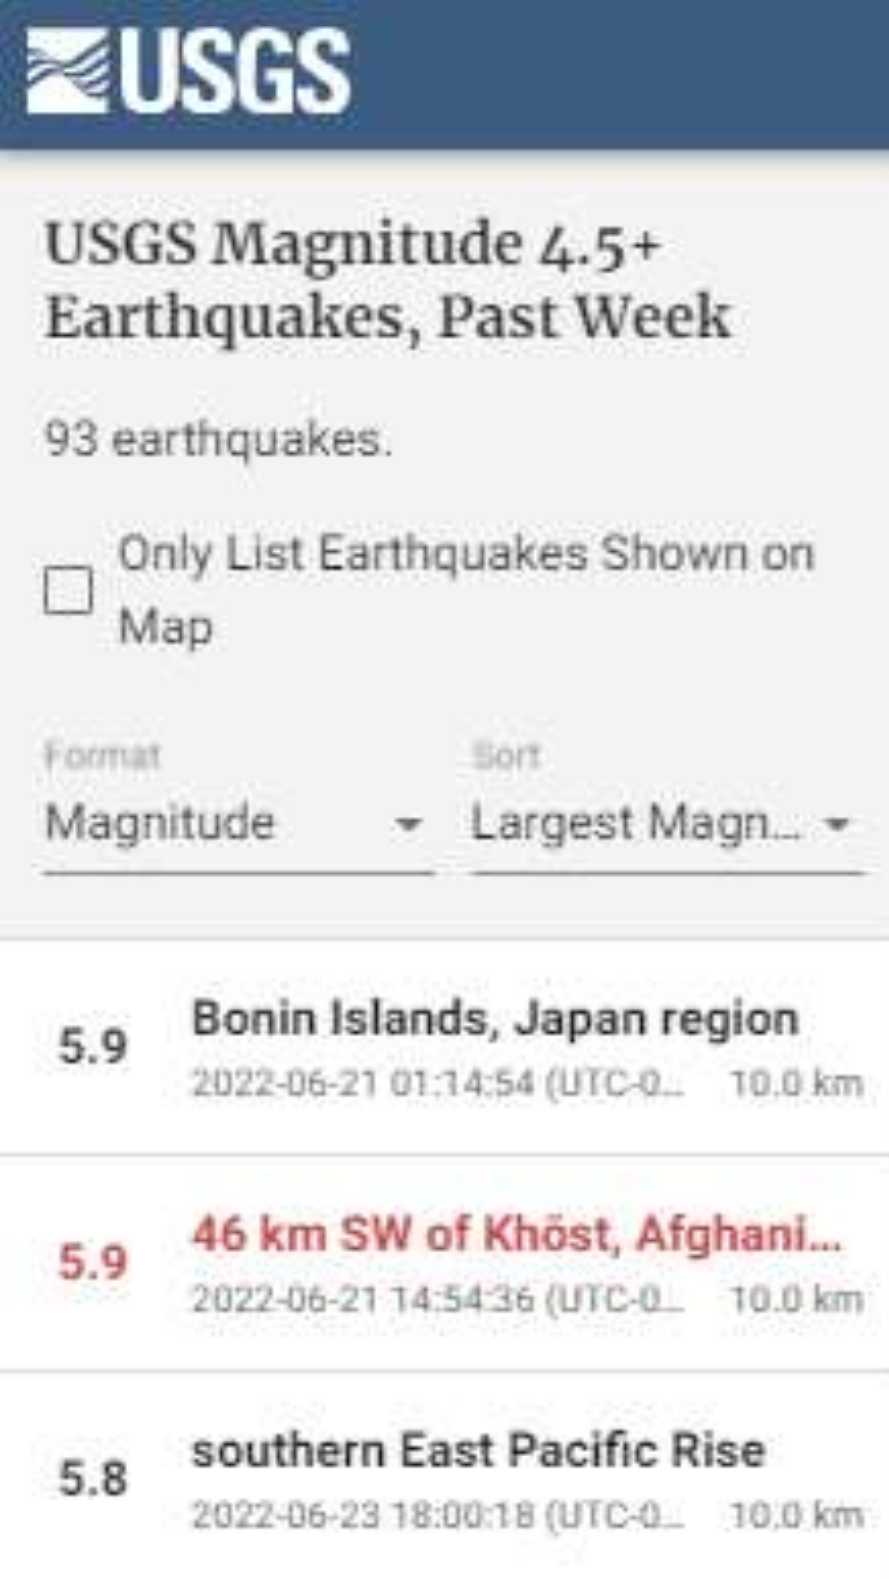 USGS
USGS Magnitude 4.5+
Earthquakes, Past Week
93 earthquakes.
Only List Earthquakes Shown on
Map
Format
Sort
Magnitude
Largest Magn...
5.9
Bonin Islands, Japan region
2022-06-21 01:14:54 (UTC-0... 10.0 km
5.9
46 km SW of Khōst, Afghani...
2022-06-21 14:54:36 (UTC-0... 10.0 km
5.8
southern East Pacific Rise
2022-06-23 18:00:18 (UTC-0... 10.0 km